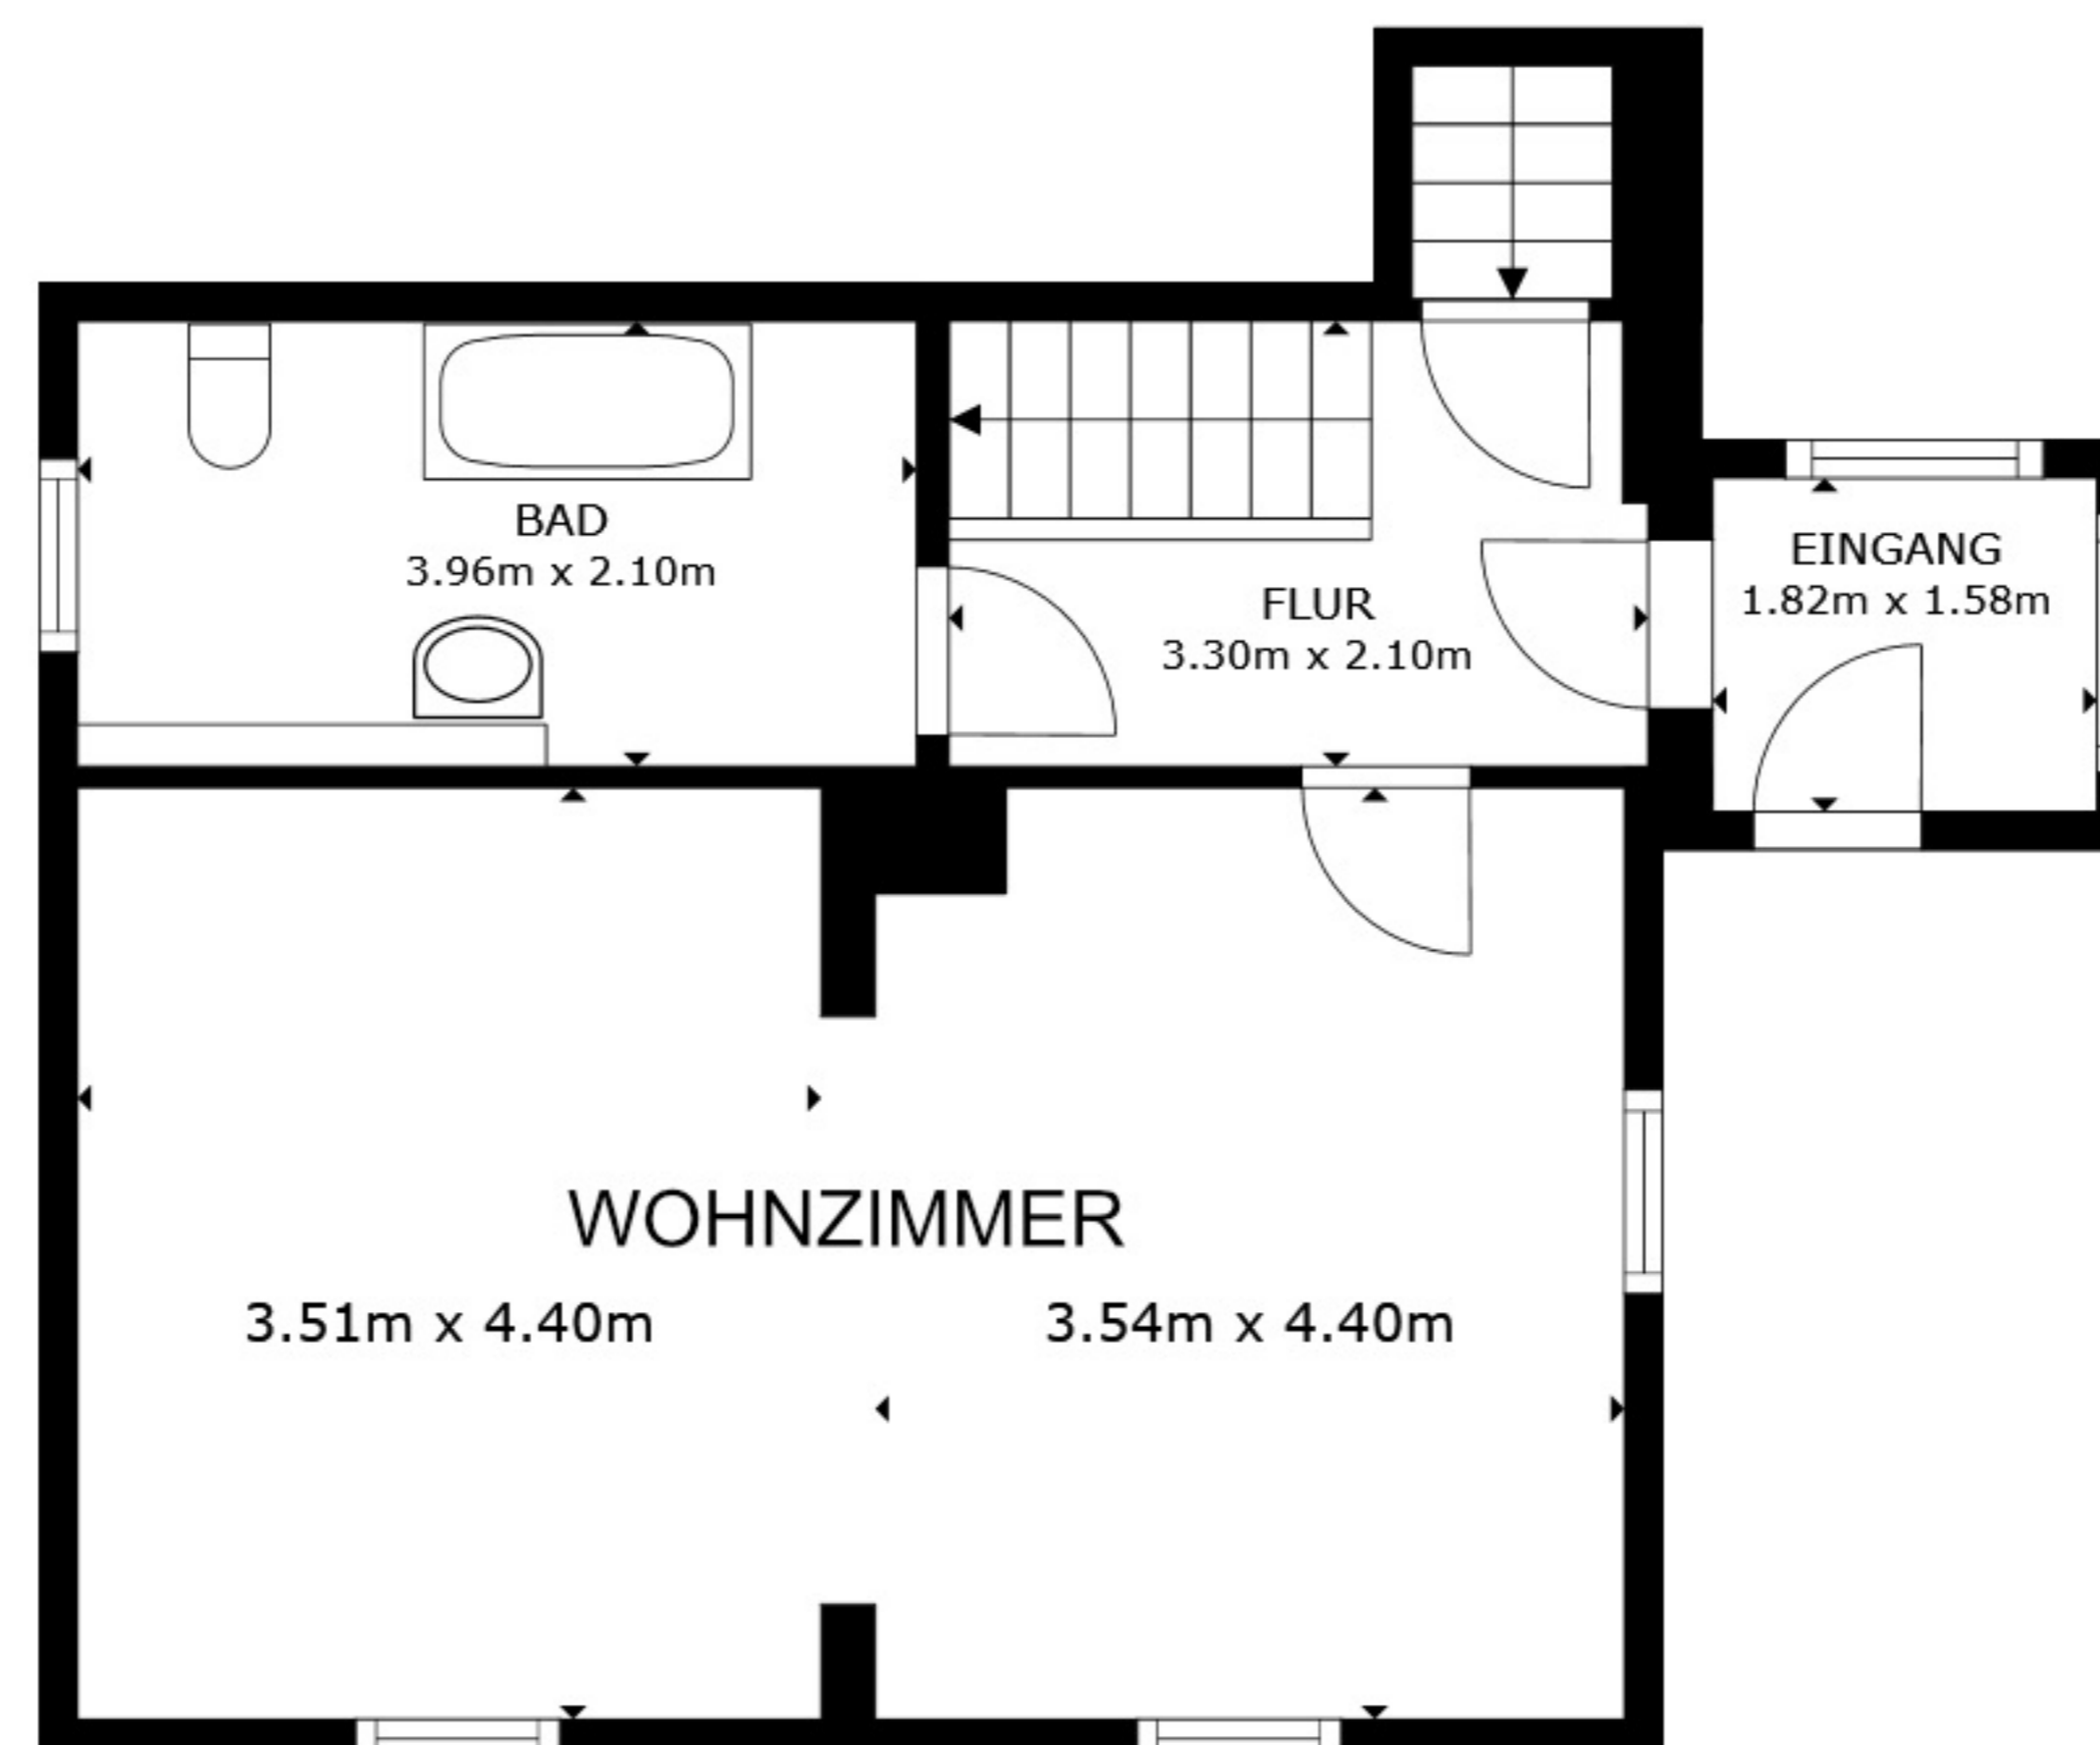 BAD
3.96m x 2.10m
FLUR
3.30m x 2.10m
EINGANG
1.82m x 1.58m
WOHNZIMMER
3.51m x 4.40m
3.54m x 4.40m